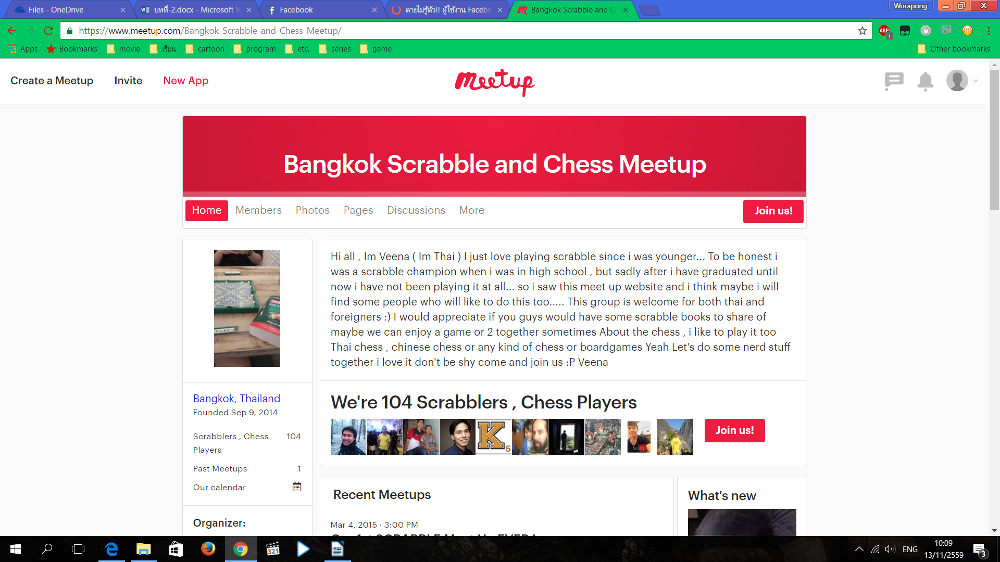 Files - OneDrive
บทที่-2.docx - Microsoft W
Facebook
ตายไม่รู้ตัว!! ผู้ใช้งาน Facebo
Bangkok Scrabble and C
Worapong
https://www.meetup.com/Bangkok-Scrabble-and-Chess-Meetup/
ABP
1
Apps
Bookmarks
movie
เรียน
cartoon
program
etc.
series
game
Other bookmarks
Create a Meetup
Invite
New App
meetup
Bangkok Scrabble and Chess Meetup
Home
Members
Photos
Pages
Discussions
More
Join us!
Hi all , Im Veena ( Im Thai ) I just love playing scrabble since i was younger... To be honest i
was a scrabble champion when i was in high school , but sadly after i have graduated until
now i have not been playing it at all... so i saw this meet up website and i think maybe i will
find some people who will like to do this too..... This group is welcome for both thai and
foreigners :) I would appreciate if you guys would have some scrabble books to share of
maybe we can enjoy a game or 2 together sometimes About the chess , i like to play it too
Thai chess , chinese chess or any kind of chess or boardgames Yeah Let's do some nerd stuff
together i love it don't be shy come and join us :P Veena
Bangkok, Thailand
Founded Sep 9, 2014
Scrabblers , Chess
Players
104
Past Meetups
1
Our calendar
Organizer:
We're 104 Scrabblers , Chess Players
K
5
Join us!
Recent Meetups
Mar 4, 2015 · 3:00 PM
What's new
321
ENG
10:09
13/11/2559
3